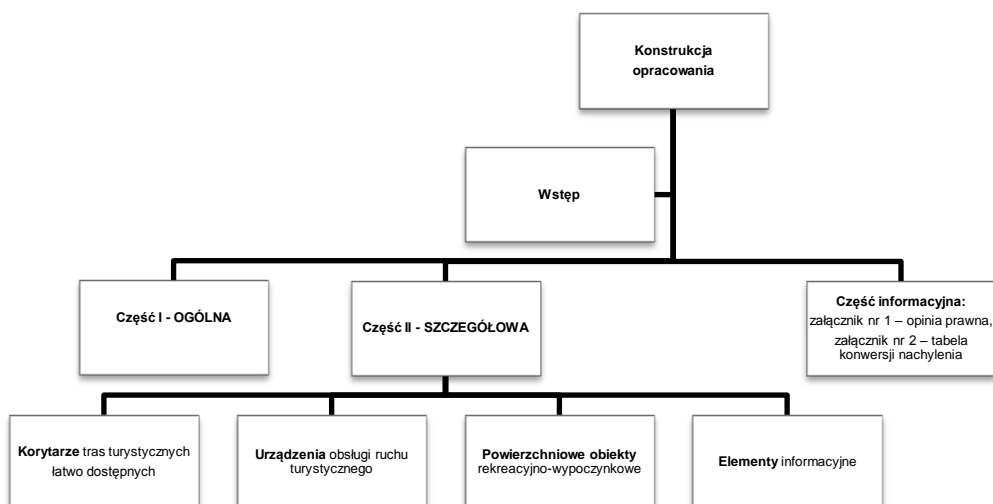 Konstrukcja
opracowania
Wstęp
Część I - OGÓLNA
Część II - SZCZEGÓŁOWA
Część informacyjna:
załącznik nr 1 – opinia prawna,
załącznik nr 2 – tabela
konwersji nachylenia
Korytarze tras turystycznych
łatwo dostępnych
Urządzenia obsługi ruchu
turystycznego
Powierzchniowe obiekty
rekreacyjno-wypoczynkowe
Elementy informacyjne